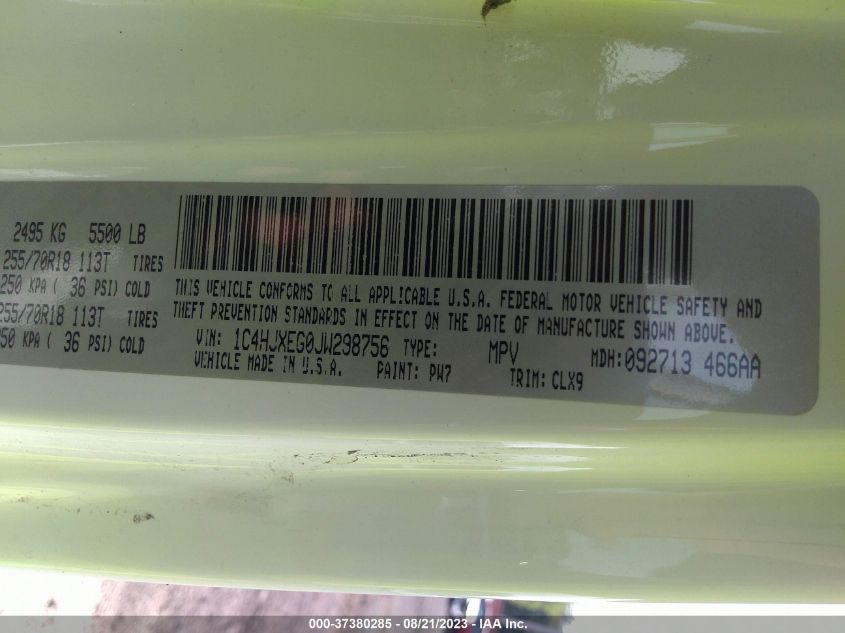 2495 KG 5500 LB
255/70R18 113T TIRES
250 KPA ( 36 PSI) COLD
255/70R18 113T TIRES
250 KPA ( 36 PSI) COLD
THIS VEHICLE CONFORMS TO ALL APPLICABLE U.S.A. FEDERAL MOTOR VEHICLE SAFETY AND
THEFT PREVENTION STANDARDS IN EFFECT ON THE DATE OF MANUFACTURE SHOWN ABOVE.
VIN: 1C4HJXEG0JW298756 TYPE: MPV MDH:092713 466AA
VEHICLE MADE IN U.S.A. PAINT: PW7 TRIM: CLX9
000-37380285 - 08/21/2023 - IAA Inc.